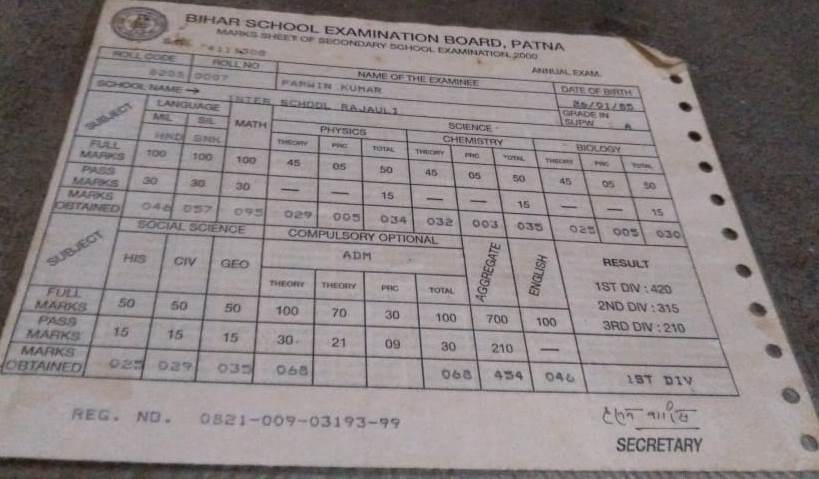 BIHAR SCHOOL EXAMINATION BOARD, PATNA
MARKS SHEET OF SECONDARY SCHOOL EXAMINATION, 2000
ANNUAL EXAM.
ROLL CODE ROLL NO NAME OF THE EXAMINEE DATE OF BIRTH
0007 PARWIN KUMAR 26/01/85
SCHOOL NAME → INTER SCHOOL RAJAULI GRADE IN SUPW A
SUBJECT LANGUAGE MATH SCIENCE
MIL SIL PHYSICS CHEMISTRY BIOLOGY
HND SNK THEORY PRC TOTAL THEORY PRC TOTAL THEORY PRC TOTAL
FULL MARKS 100 100 100 45 05 50 45 05 50 45 05 50
PASS MARKS 30 30 30 — — 15 — — 15 — — 15
MARKS OBTAINED 046 057 095 029 005 034 032 003 035 025 005 030
SUBJECT SOCIAL SCIENCE COMPULSORY OPTIONAL AGGREGATE ENGLISH RESULT
HIS CIV GEO ADM
THEORY THEORY PRC TOTAL
1ST DIV : 420
2ND DIV : 315
3RD DIV : 210
FULL MARKS 50 50 50 100 70 30 100 700 100
PASS MARKS 15 15 15 30 21 09 30 210 —
MARKS OBTAINED 025 029 035 068 068 454 046 1ST DIV
REG. NO. 0821-009-03193-99
SECRETARY